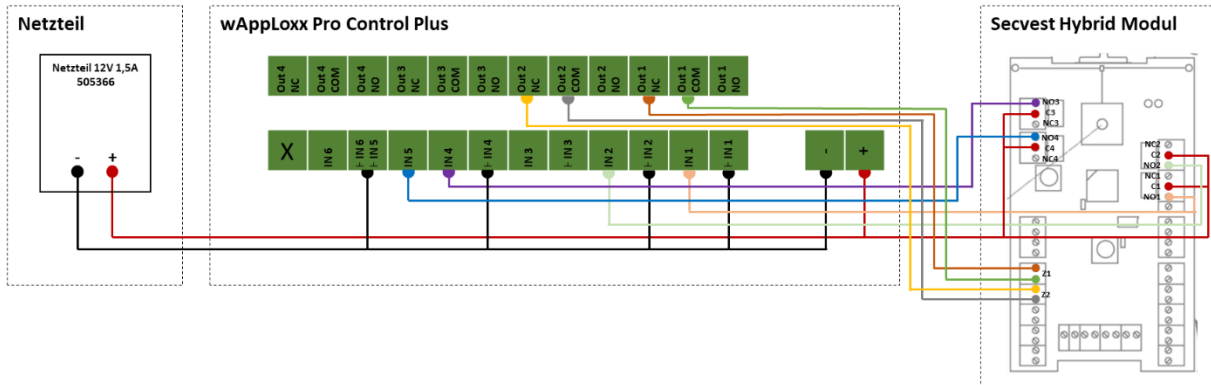 Netzteil
wAppLoxx Pro Control Plus
Secvest Hybrid Modul
Netzteil 12V 1,5A
505366
- +
Out 4 NC
Out 4 COM
Out 4 NO
Out 3 NC
Out 3 COM
Out 3 NO
Out 2 NC
Out 2 COM
Out 2 NO
Out 1 NC
Out 1 COM
Out 1 NO
X
IN 6
⊢ IN 6
⊢ IN 5
IN 5
IN 4
⊢ IN 4
IN 3
⊢ IN 3
IN 2
⊢ IN 2
IN 1
⊢ IN 1
-
+
NO3
C3
NC3
NO4
C4
NC4
NC2
C2
NO2
NC1
C1
NO1
Z1
Z2